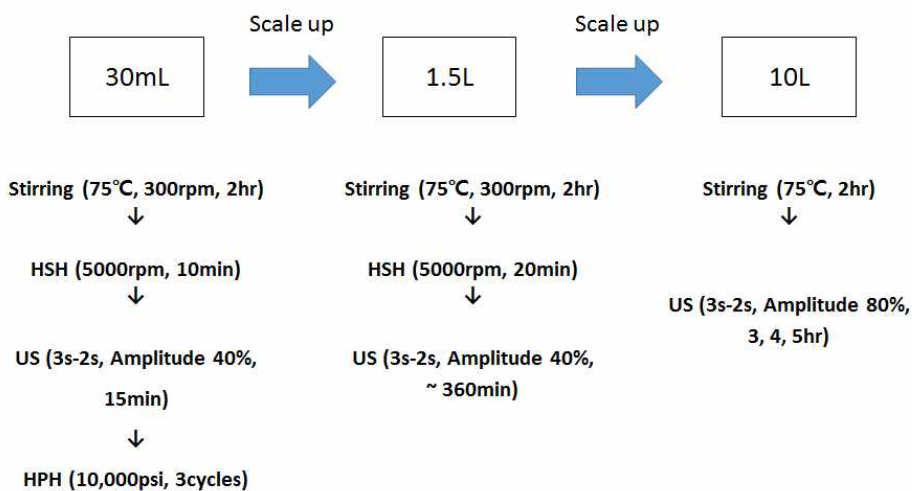 Scale up
Scale up
30mL
1.5L
10L
Stirring (75℃, 300rpm, 2hr)
↓
HSH (5000rpm, 10min)
↓
US (3s-2s, Amplitude 40%,
15min)
↓
HPH (10,000psi, 3cycles)
Stirring (75℃, 300rpm, 2hr)
↓
HSH (5000rpm, 20min)
↓
US (3s-2s, Amplitude 40%,
~ 360min)
Stirring (75℃, 2hr)
↓
US (3s-2s, Amplitude 80%,
3, 4, 5hr)